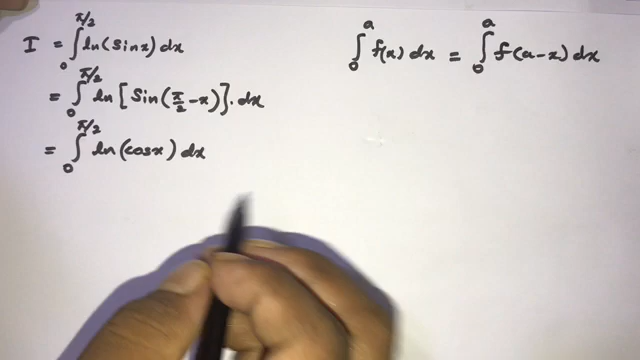 I = ∫₀^π/2 ln(sinx) dx
∫₀^a f(x) dx = ∫₀^a f(a-x) dx
= ∫₀^π/2 ln[sin(π/2 -x)]. dx
= ∫₀^π/2 ln(cosx) dx